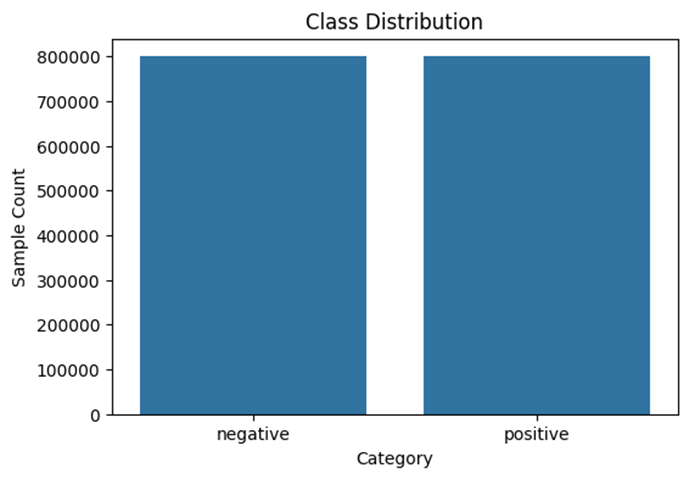 Class Distribution
Sample Count
800000
700000
600000
500000
400000
300000
200000
100000
0
negative positive
Category